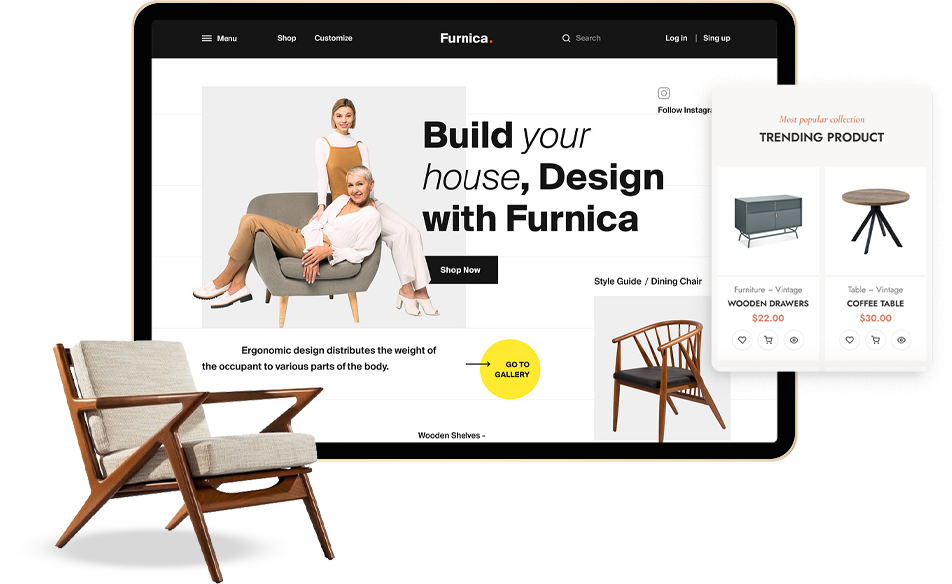 Menu
Shop
Customize
Furnica.
Search
Log in | Sing up
Follow Instagra
Build your
house, Design
with Furnica
Shop Now
Style Guide / Dining Chair
Ergonomic design distributes the weight of
the occupant to various parts of the body.
GO TO
GALLERY
Wooden Shelves -
Most popular collection
TRENDING PRODUCT
Furniture – Vintage
WOODEN DRAWERS
$22.00
Table – Vintage
COFFEE TABLE
$30.00